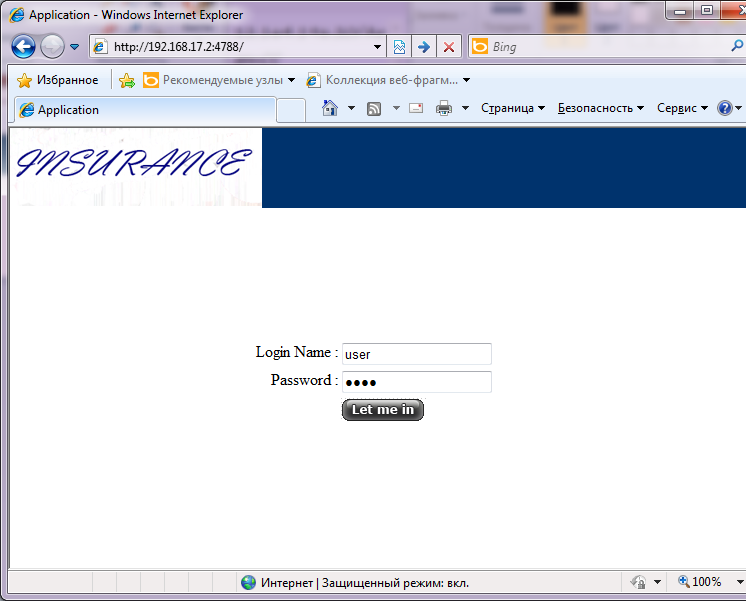 Application - Windows Internet Explorer
http://192.168.17.2:4788/ Bing
Избранное Рекомендуемые узлы Коллекция веб-фрагм...
Application Страница Безопасность Сервис
INSURANCE
Login Name : user
Password : ●●●●
Let me in
Интернет | Защищенный режим: вкл. 100%